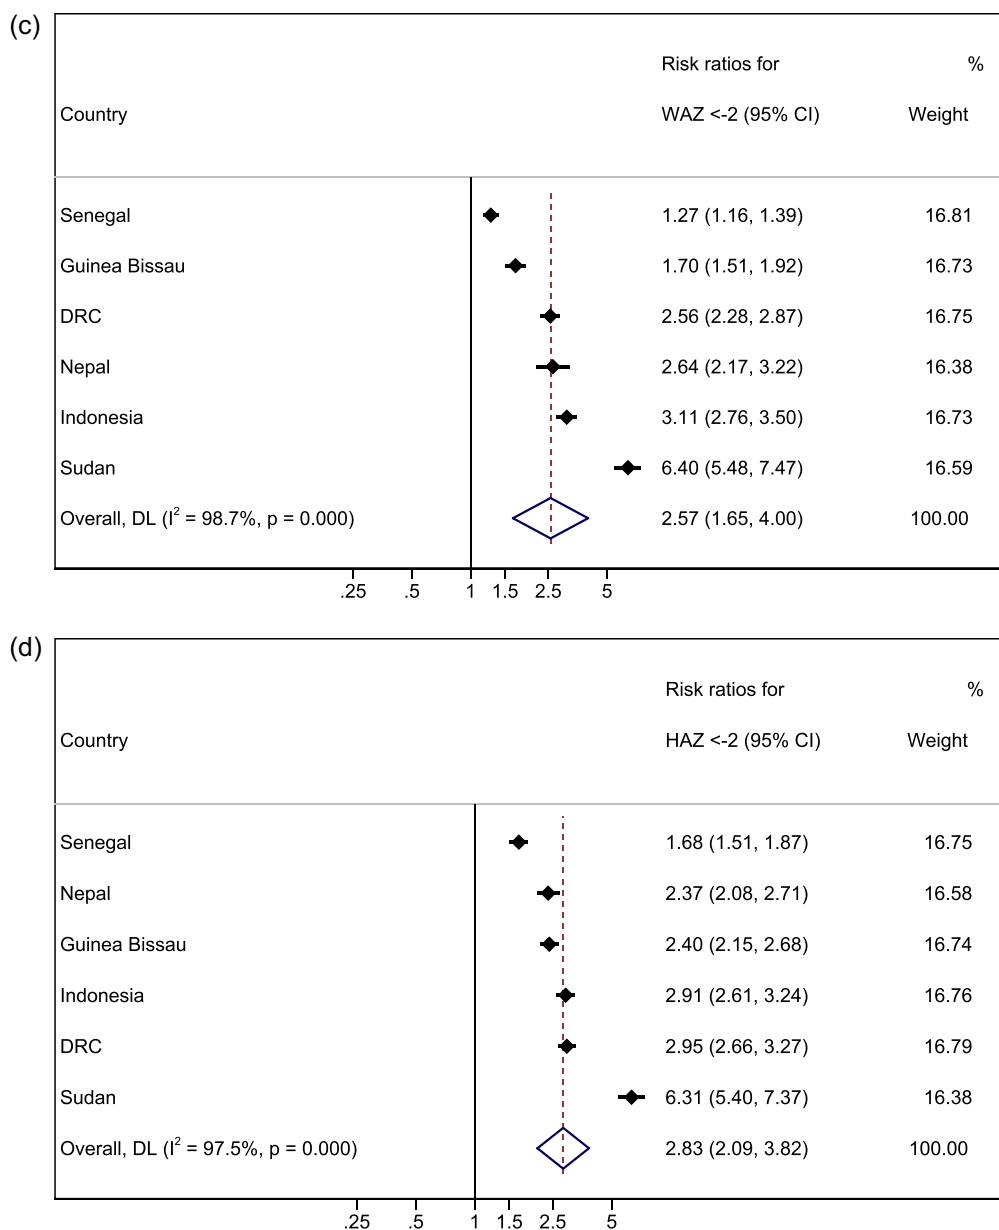 (c)
Risk ratios for %
Country WAZ <-2 (95% CI) Weight
Senegal 1.27 (1.16, 1.39) 16.81
Guinea Bissau 1.70 (1.51, 1.92) 16.73
DRC 2.56 (2.28, 2.87) 16.75
Nepal 2.64 (2.17, 3.22) 16.38
Indonesia 3.11 (2.76, 3.50) 16.73
Sudan 6.40 (5.48, 7.47) 16.59
Overall, DL (I² = 98.7%, p = 0.000) 2.57 (1.65, 4.00) 100.00
.25 .5 1 1.5 2.5 5
(d)
Risk ratios for %
Country HAZ <-2 (95% CI) Weight
Senegal 1.68 (1.51, 1.87) 16.75
Nepal 2.37 (2.08, 2.71) 16.58
Guinea Bissau 2.40 (2.15, 2.68) 16.74
Indonesia 2.91 (2.61, 3.24) 16.76
DRC 2.95 (2.66, 3.27) 16.79
Sudan 6.31 (5.40, 7.37) 16.38
Overall, DL (I² = 97.5%, p = 0.000) 2.83 (2.09, 3.82) 100.00
.25 .5 1 1.5 2.5 5